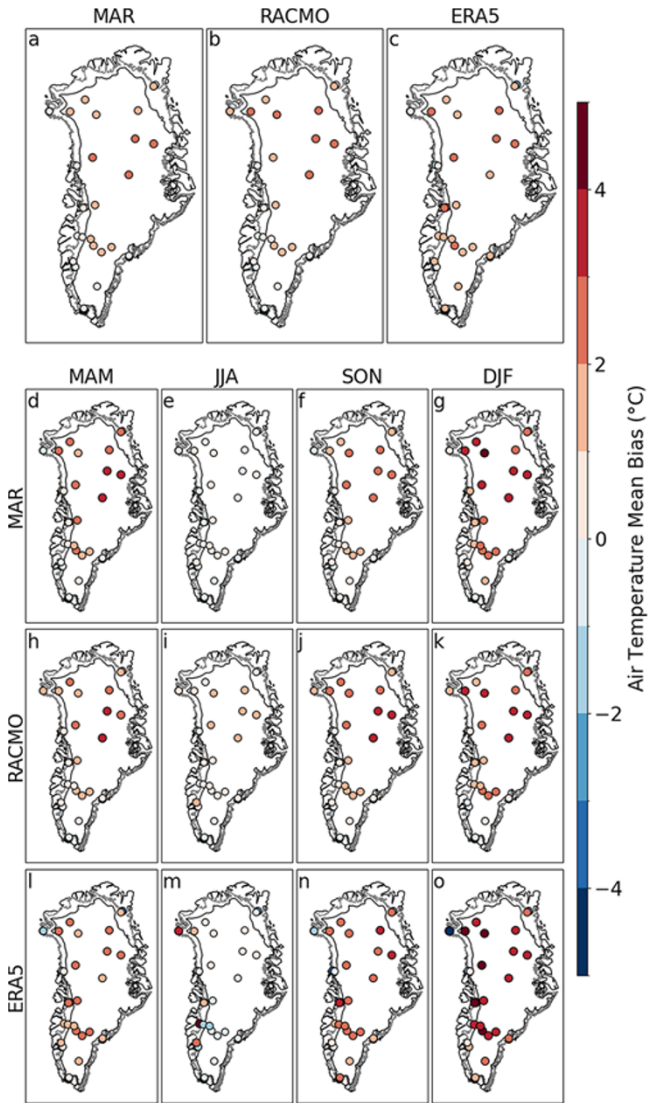 MAR RACMO ERA5
a b c
4
2
0
−2
−4
Air Temperature Mean Bias (°C)
MAM JJA SON DJF
MAR
d e f g
RACMO
h i j k
ERA5
l m n o